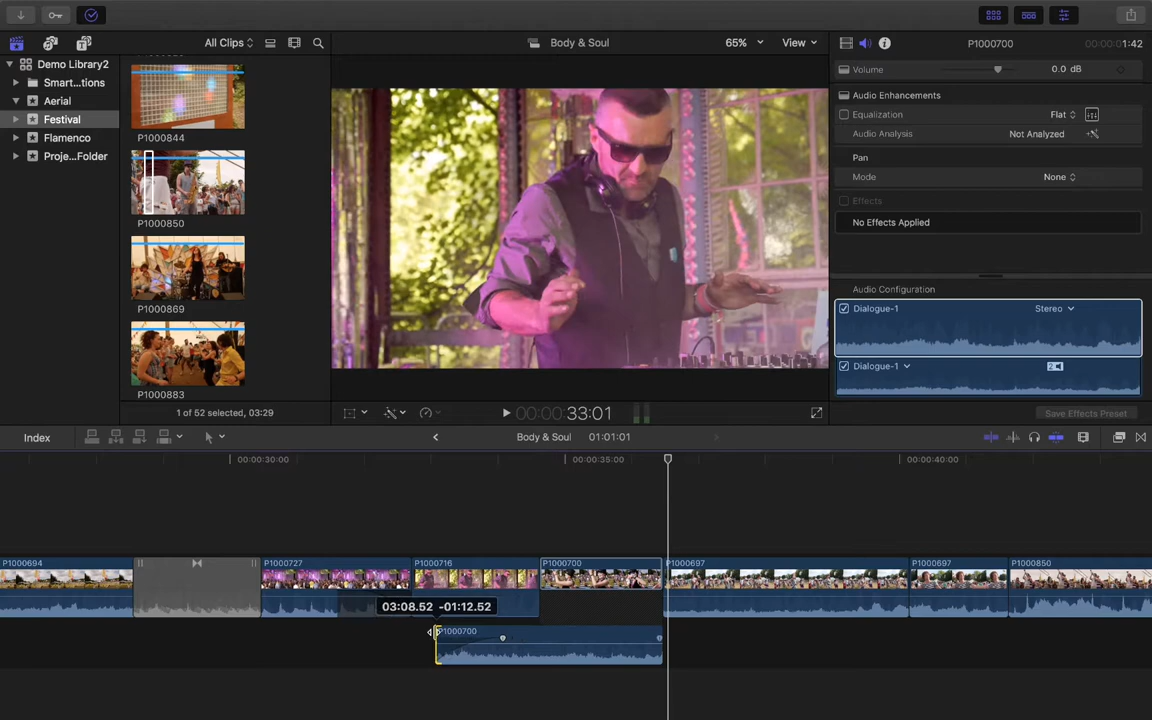 All Clips
Body & Soul
65%
View
P1000700
00:00:01:42
Demo Library2
Smart...tions
Aerial
Festival
Flamenco
Proje...Folder
P1000844
P1000850
P1000869
P1000883
1 of 52 selected, 03:29
Volume
0.0 dB
Audio Enhancements
Equalization
Flat
Audio Analysis
Not Analyzed
Pan
Mode
None
Effects
No Effects Applied
Audio Configuration
Dialogue-1
Stereo
Dialogue-1
2
00:00:33:01
Save Effects Preset
Index
Body & Soul
01:01:01
00:00:30:00
00:00:35:00
00:00:40:00
P1000694
P1000727
P1000716
P1000700
P1000697
P1000697
P1000850
03:08.52 -01:12.52
P1000700